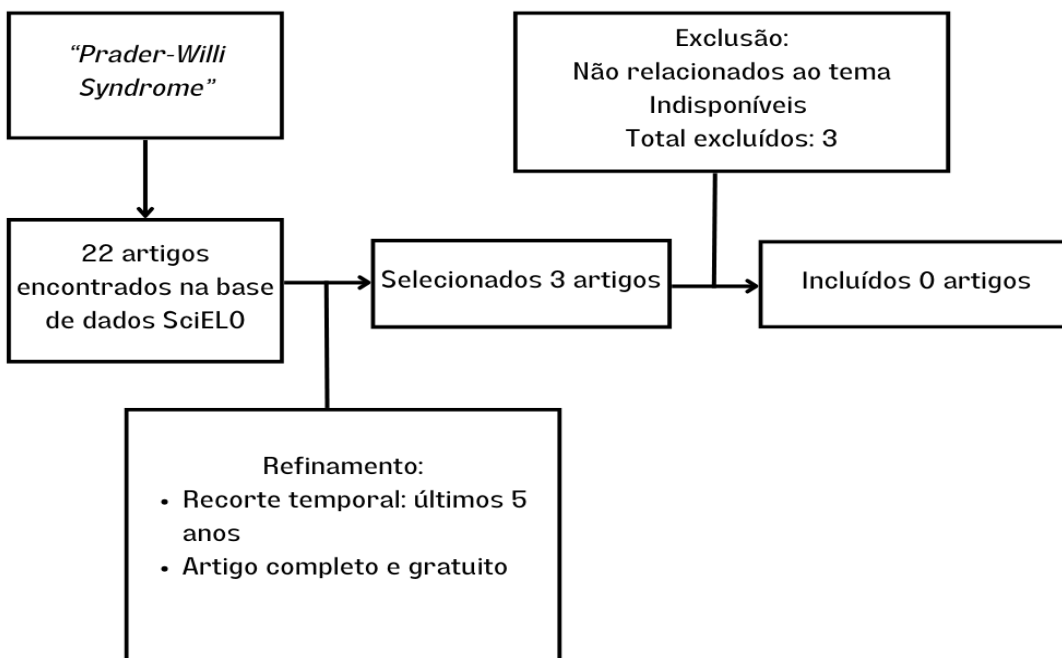 “Prader-Willi
Syndrome”
22 artigos
encontrados na base
de dados SciELO
Refinamento:
• Recorte temporal: últimos 5
anos
• Artigo completo e gratuito
Selecionados 3 artigos
Exclusão:
Não relacionados ao tema
Indisponíveis
Total excluídos: 3
Incluídos 0 artigos